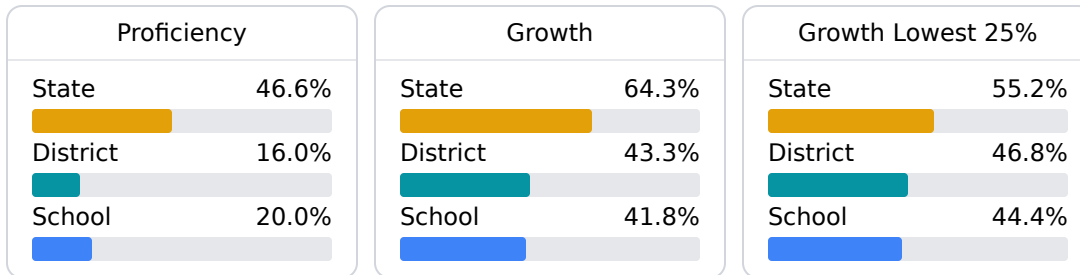 Proficiency
State 46.6%
District 16.0%
School 20.0%
Growth
State 64.3%
District 43.3%
School 41.8%
Growth Lowest 25%
State 55.2%
District 46.8%
School 44.4%